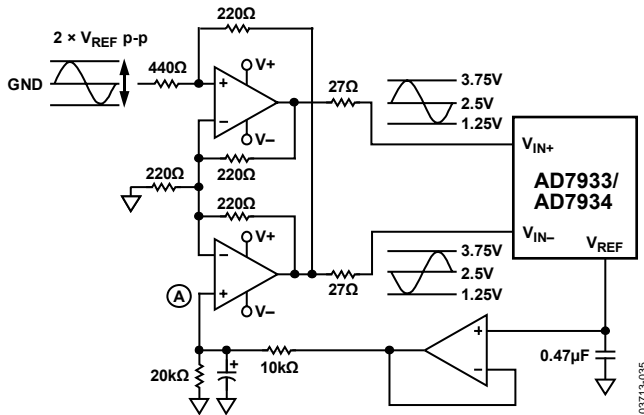 220Ω
2 × VREF p-p
440Ω
GND
V+
+
−
V−
27Ω
3.75V
2.5V
1.25V
VIN+
AD7933/
AD7934
220Ω
220Ω
220Ω
V+
−
+
V−
27Ω
VIN−
VREF
3.75V
2.5V
1.25V
A
+
−
0.47µF
20kΩ
+
10kΩ
03713-035